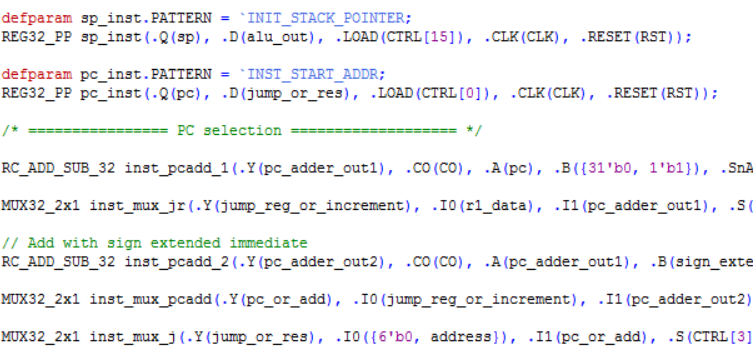 defparam sp_inst.PATTERN = `INIT_STACK_POINTER;
REG32_PP sp_inst(.Q(sp), .D(alu_out), .LOAD(CTRL[15]), .CLK(CLK), .RESET(RST));
defparam pc_inst.PATTERN = `INST_START_ADDR;
REG32_PP pc_inst(.Q(pc), .D(jump_or_res), .LOAD(CTRL[0]), .CLK(CLK), .RESET(RST));
/* ================ PC selection =================== */
RC_ADD_SUB_32 inst_pcadd_1(.Y(pc_adder_out1), .CO(CO), .A(pc), .B({31'b0, 1'b1}), .SnA
MUX32_2x1 inst_mux_jr(.Y(jump_reg_or_increment), .I0(r1_data), .I1(pc_adder_out1), .S(
// Add with sign extended immediate
RC_ADD_SUB_32 inst_pcadd_2(.Y(pc_adder_out2), .CO(CO), .A(pc_adder_out1), .B(sign_exte
MUX32_2x1 inst_mux_pcadd(.Y(pc_or_add), .I0(jump_reg_or_increment), .I1(pc_adder_out2)
MUX32_2x1 inst_mux_j(.Y(jump_or_res), .I0({6'b0, address}), .I1(pc_or_add), .S(CTRL[3]